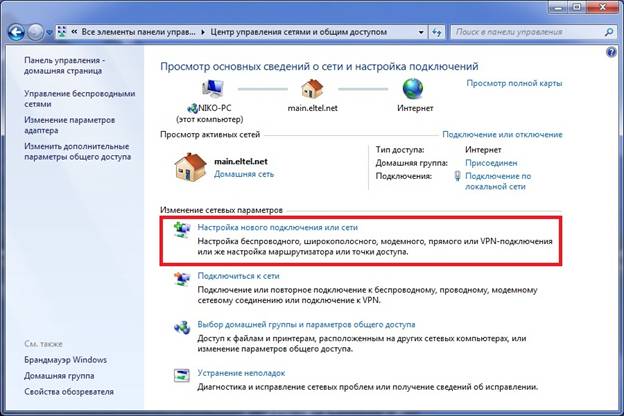 Все элементы панели управ... Центр управления сетями и общим доступом
Поиск в панели управления
Панель управления -
домашняя страница
Управление беспроводными
сетями
Изменение параметров
адаптера
Изменить дополнительные
параметры общего доступа
См. также
Брандмауэр Windows
Домашняя группа
Свойства обозревателя
Просмотр основных сведений о сети и настройка подключений
Просмотр полной карты
NIKO-PC
(этот компьютер)
main.eltel.net
Интернет
Просмотр активных сетей
Подключение или отключение
main.eltel.net
Домашняя сеть
Тип доступа: Интернет
Домашняя группа: Присоединен
Подключения: Подключение по
локальной сети
Изменение сетевых параметров
Настройка нового подключения или сети
Настройка беспроводного, широкополосного, модемного, прямого или VPN-подключения
или же настройка маршрутизатора или точки доступа.
Подключиться к сети
Подключение или повторное подключение к беспроводному, проводному, модемному
сетевому соединению или подключение к VPN.
Выбор домашней группы и параметров общего доступа
Доступ к файлам и принтерам, расположенным на других сетевых компьютерах, или
изменение параметров общего доступа.
Устранение неполадок
Диагностика и исправление сетевых проблем или получение сведений об исправлении.